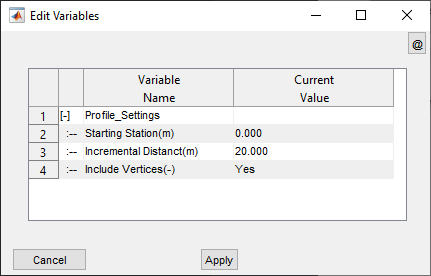 Edit Variables
@
Variable Name Current Value
1 [-] Profile_Settings
2 :-- Starting Station(m) 0.000
3 :-- Incremental Distanct(m) 20.000
4 :-- Include Vertices(-) Yes
Cancel Apply